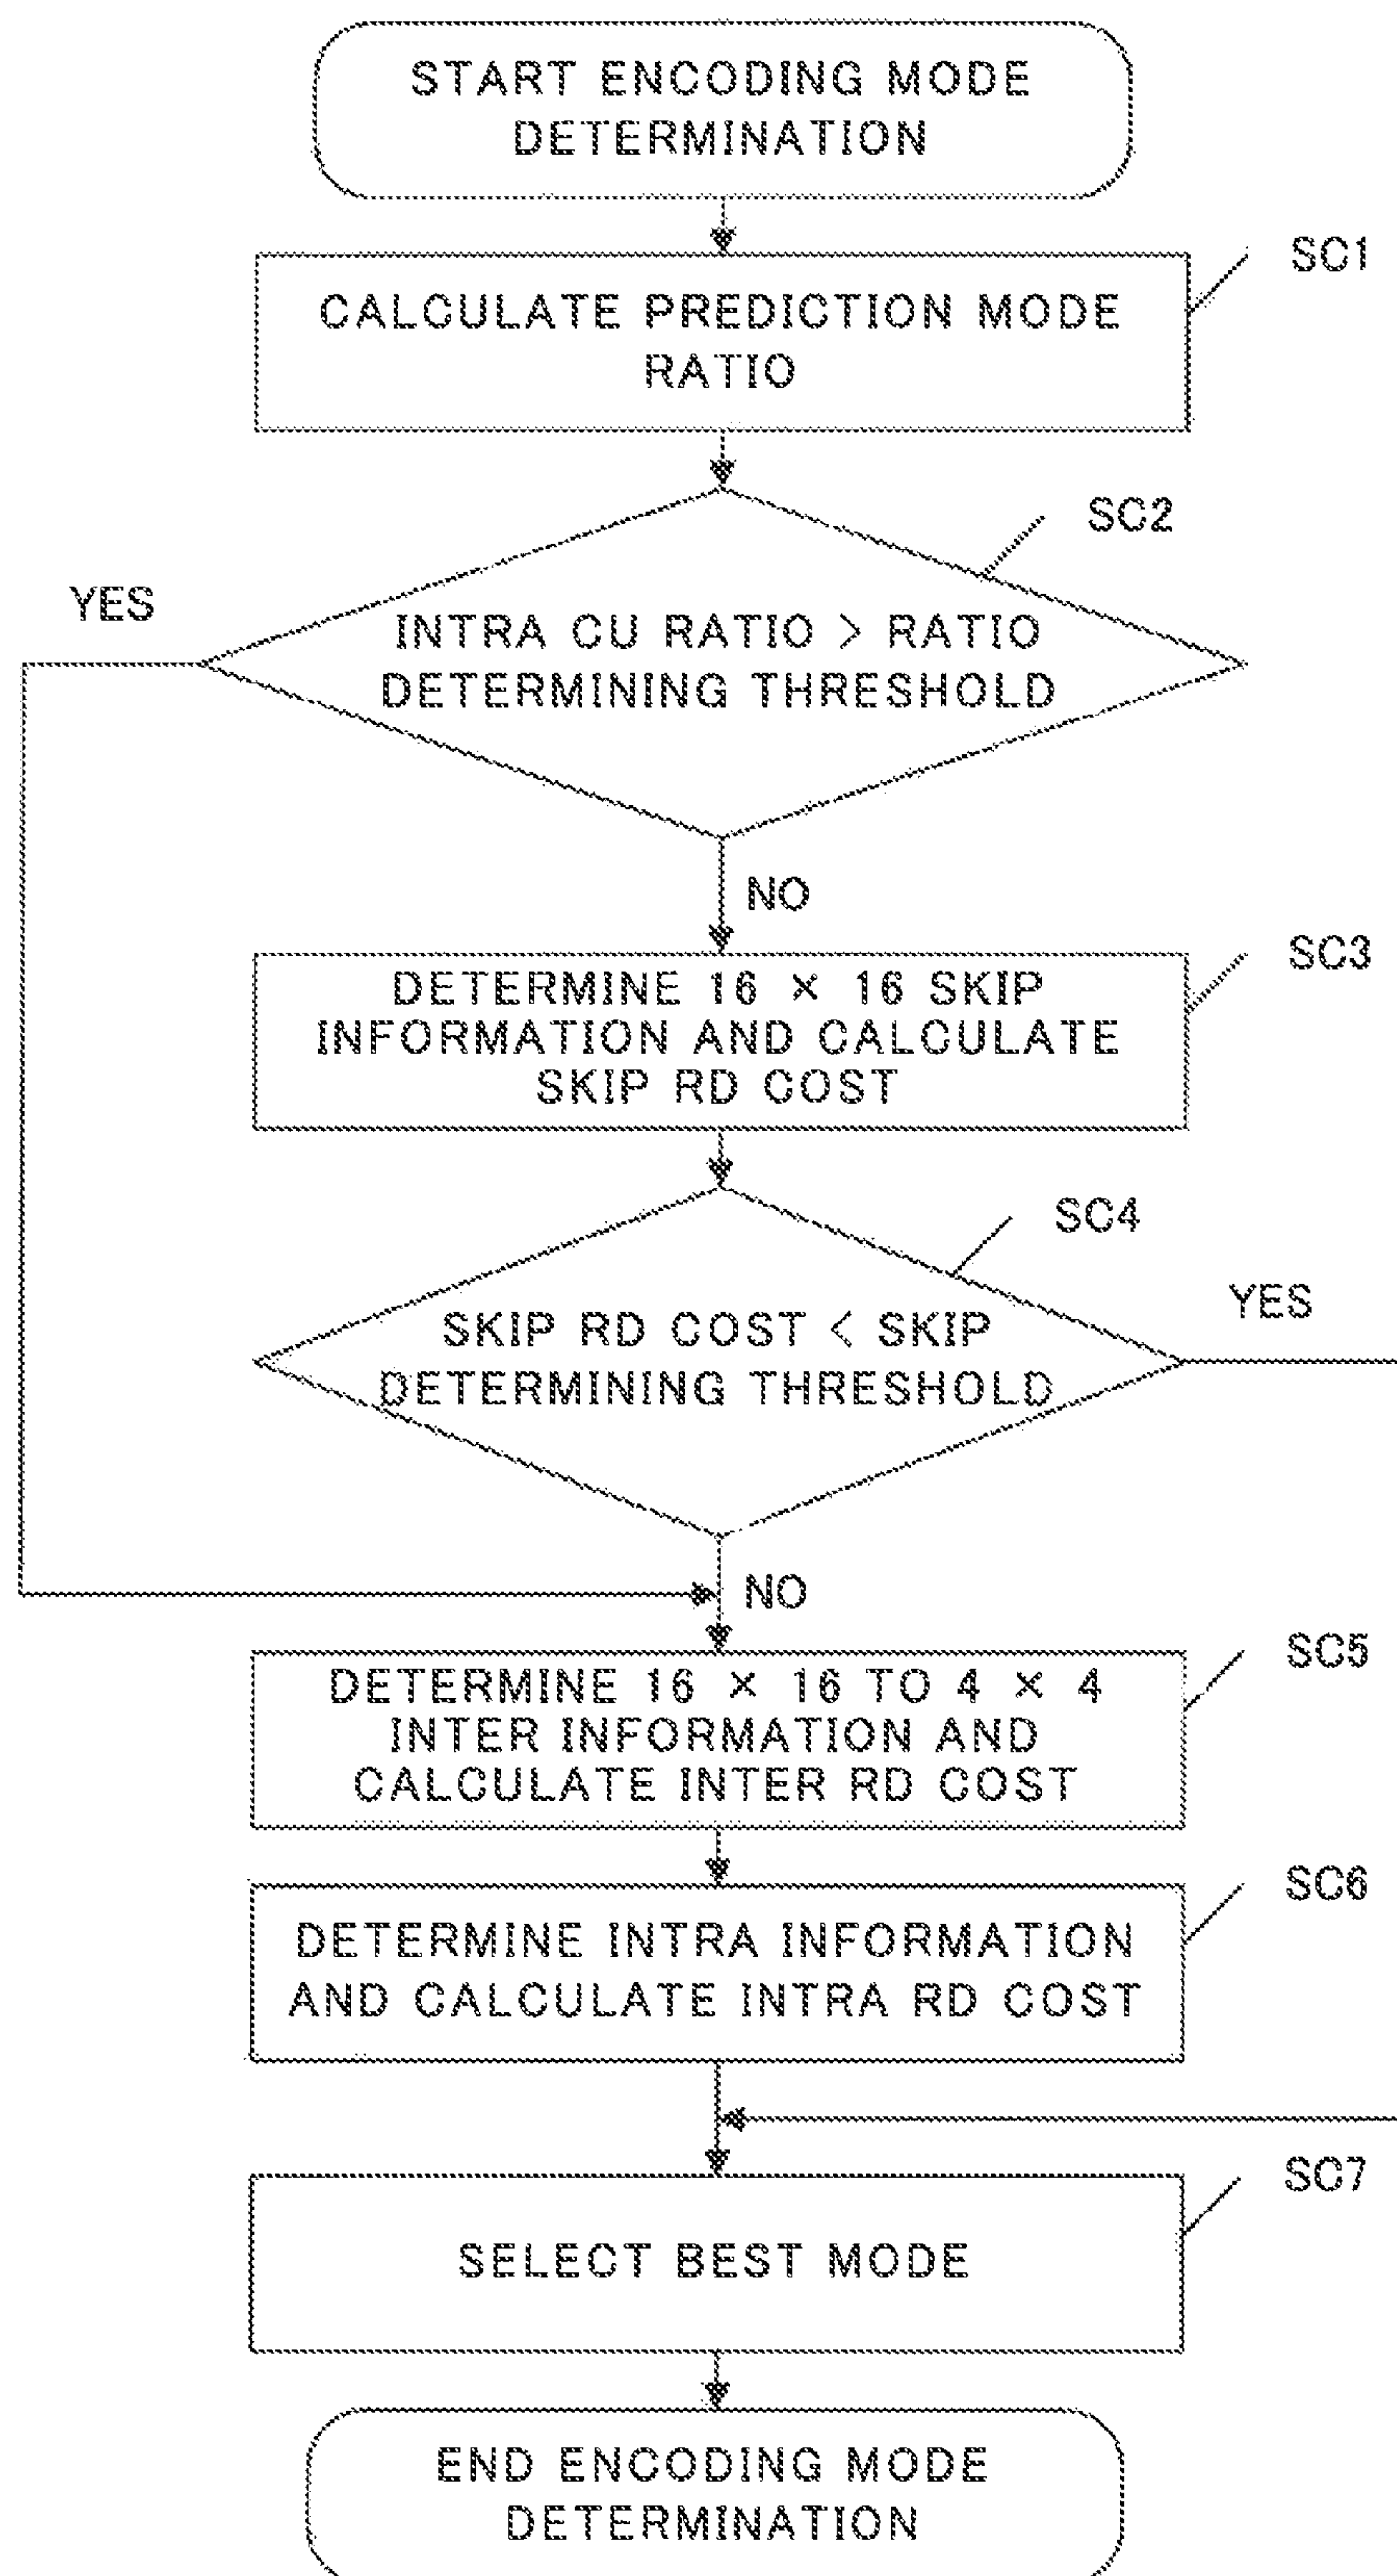 START ENCODING MODE
DETERMINATION
SC1
CALCULATE PREDICTION MODE
RATIO
SC2
YES
INTRA CU RATIO > RATIO
DETERMINING THRESHOLD
NO
SC3
DETERMINE 16 × 16 SKIP
INFORMATION AND CALCULATE
SKIP RD COST
SC4
YES
SKIP RD COST < SKIP
DETERMINING THRESHOLD
NO
SC5
DETERMINE 16 × 16 TO 4 × 4
INTER INFORMATION AND
CALCULATE INTER RD COST
SC6
DETERMINE INTRA INFORMATION
AND CALCULATE INTRA RD COST
SC7
SELECT BEST MODE
END ENCODING MODE
DETERMINATION